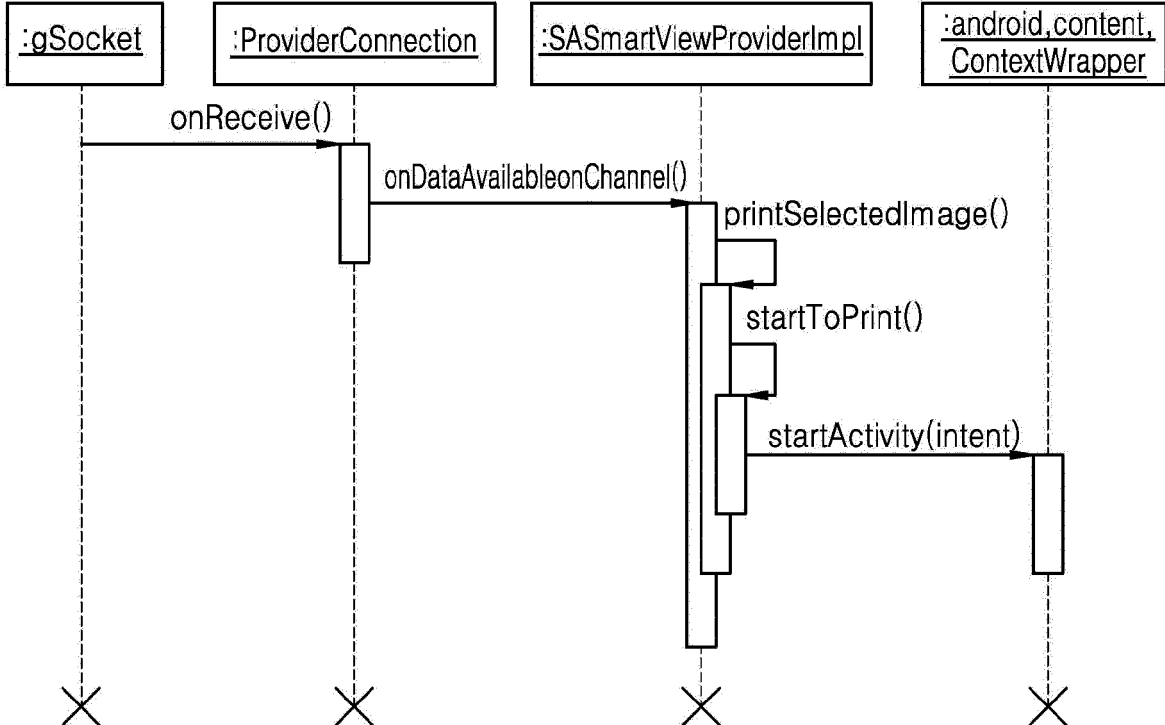 :gSocket
:ProviderConnection
:SASmartViewProviderImpl
:android,content,
ContextWrapper
onReceive()
onDataAvailableonChannel()
printSelectedImage()
startToPrint()
startActivity(intent)